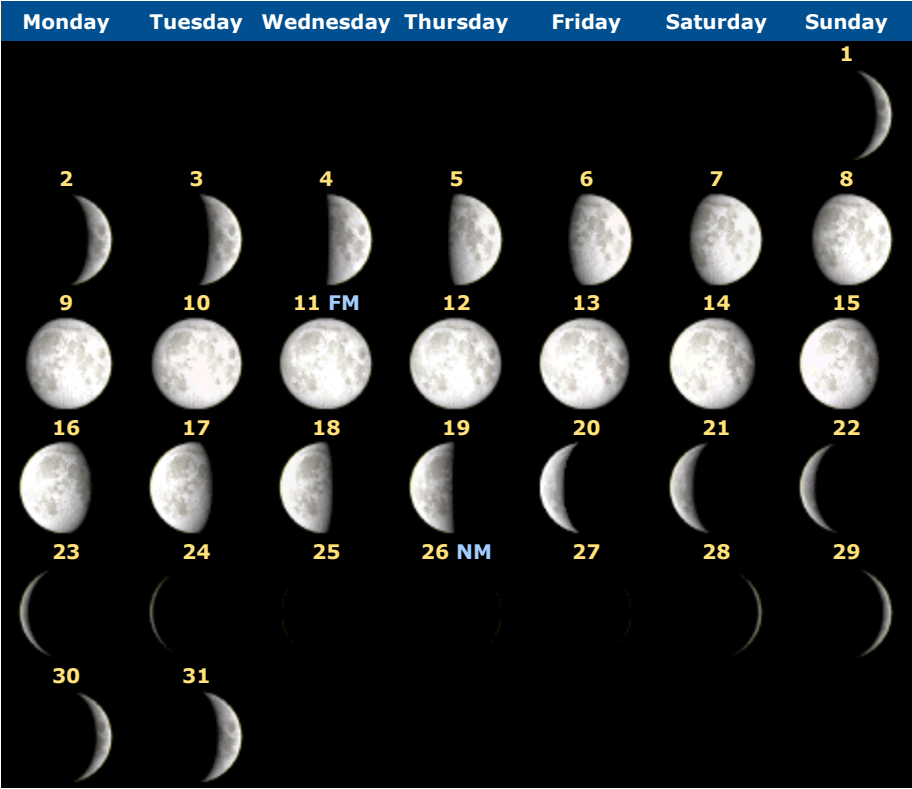 Monday Tuesday Wednesday Thursday Friday Saturday Sunday
1
2 3 4 5 6 7 8
9 10 11 FM 12 13 14 15
16 17 18 19 20 21 22
23 24 25 26 NM 27 28 29
30 31